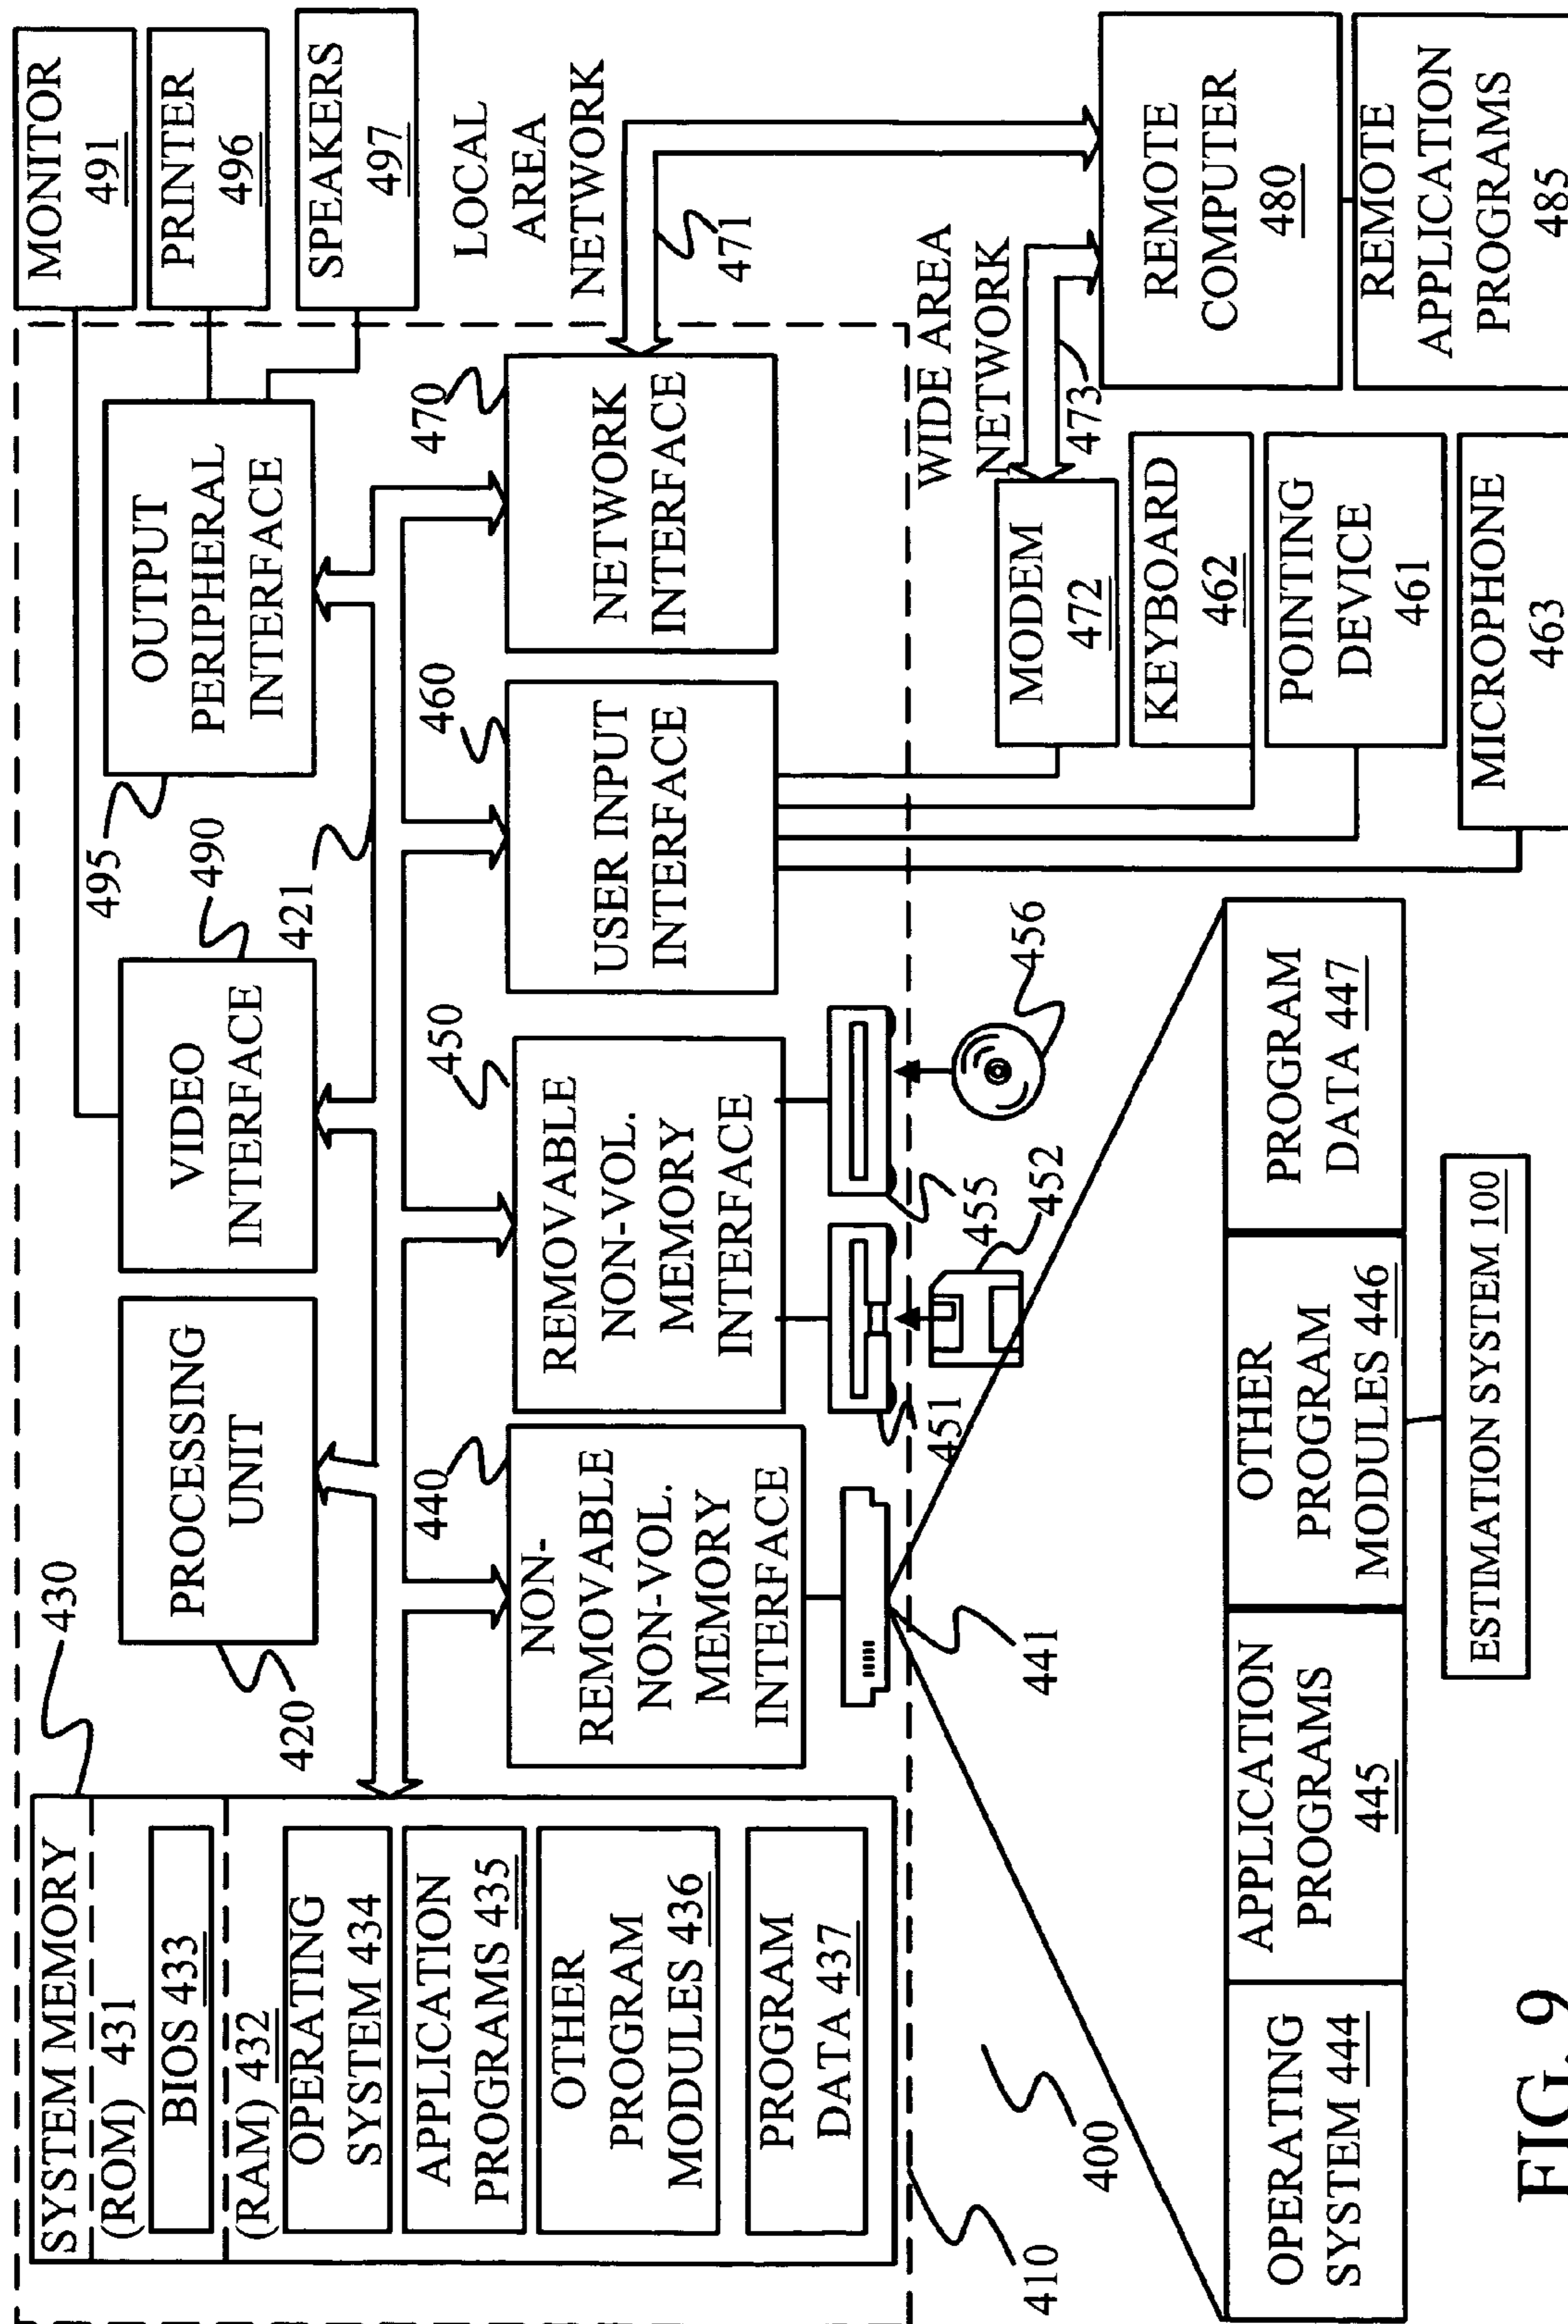 SYSTEM MEMORY
(ROM) 431
BIOS 433
(RAM) 432
OPERATING
SYSTEM 434
APPLICATION
PROGRAMS 435
OTHER
PROGRAM
MODULES 436
PROGRAM
DATA 437
430
PROCESSING
UNIT
420
VIDEO
INTERFACE
490
421
495
OUTPUT
PERIPHERAL
INTERFACE
MONITOR
491
PRINTER
496
SPEAKERS
497
LOCAL
AREA
NETWORK
440
NON-
REMOVABLE
NON-VOL.
MEMORY
INTERFACE
450
REMOVABLE
NON-VOL.
MEMORY
INTERFACE
460
USER INPUT
INTERFACE
470
NETWORK
INTERFACE
471
441
451
452
455
456
WIDE AREA
NETWORK
473
MODEM
472
KEYBOARD
462
POINTING
DEVICE
461
MICROPHONE
463
REMOTE
COMPUTER
480
REMOTE
APPLICATION
PROGRAMS
485
410
400
OPERATING
SYSTEM 444
APPLICATION
PROGRAMS
445
OTHER
PROGRAM
MODULES 446
PROGRAM
DATA 447
ESTIMATION SYSTEM 100
FIG. 9